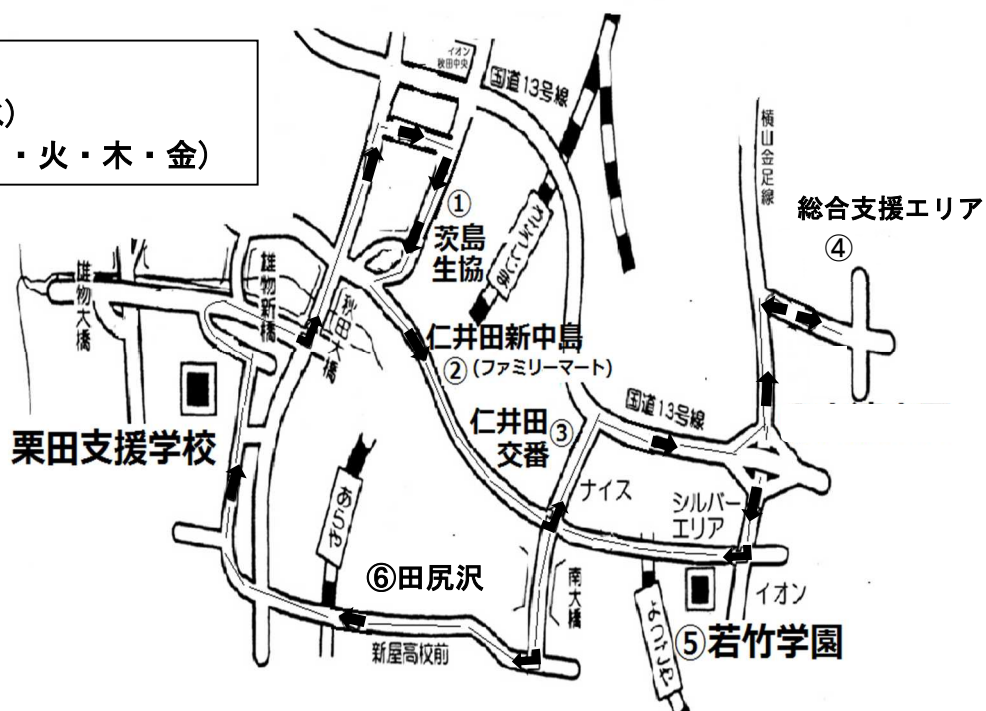 火・木・金)
イオン
秋田中央
国道13号線
横山金足線
総合支援エリア
④
①
茨島
生協
雄物大橋
雄物新橋
秋田大橋
仁井田新中島
②(ファミリーマート)
仁井田
交番
③
国道13号線
栗田支援学校
ナイス
シルバー
エリア
あらや
⑥田尻沢
南大橋
イオン
⑤若竹学園
新屋高校前